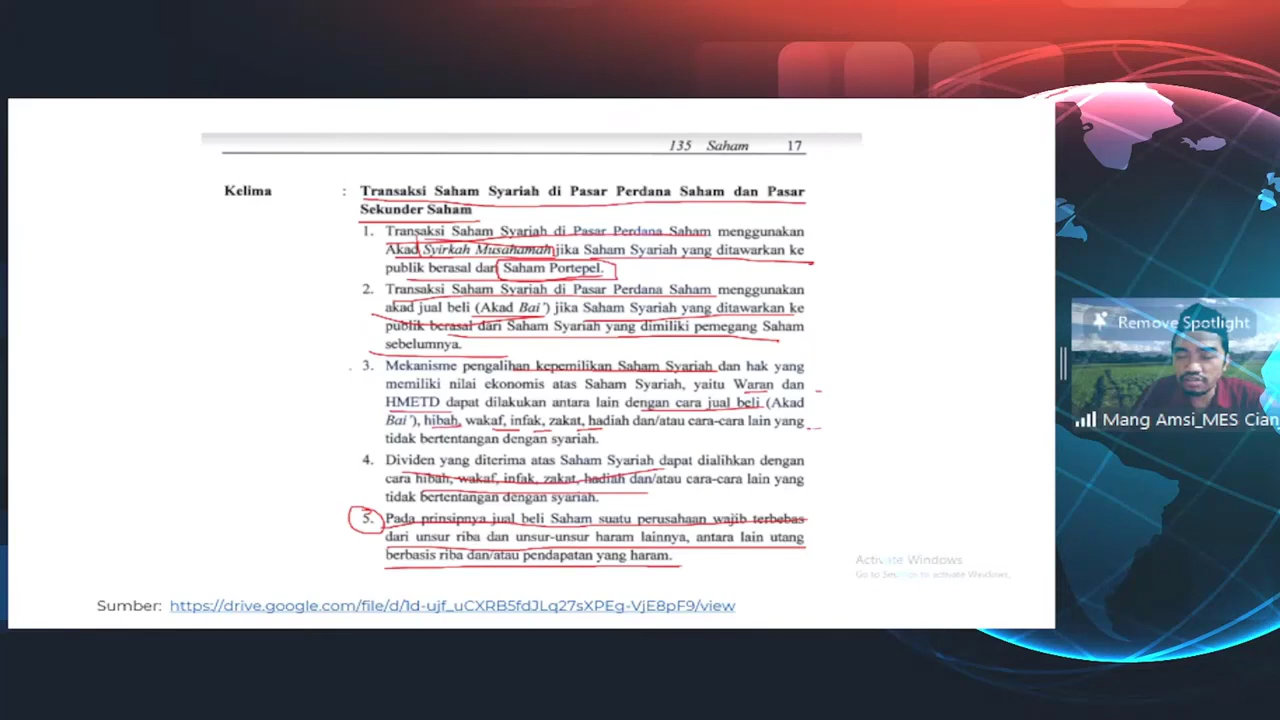 135 Saham 17
Kelima : Transaksi Saham Syariah di Pasar Perdana Saham dan Pasar
Sekunder Saham
1. Transaksi Saham Syariah di Pasar Perdana Saham menggunakan
Akad Syirkah Musahamah jika Saham Syariah yang ditawarkan ke
publik berasal dari Saham Portepel.
2. Transaksi Saham Syariah di Pasar Perdana Saham menggunakan
akad jual beli (Akad Bai') jika Saham Syariah yang ditawarkan ke
publik berasal dari Saham Syariah yang dimiliki pemegang Saham
sebelumnya.
3. Mekanisme pengalihan kepemilikan Saham Syariah dan hak yang
memiliki nilai ekonomis atas Saham Syariah, yaitu Waran dan
HMETD dapat dilakukan antara lain dengan cara jual beli (Akad
Bai'), hibah, wakaf, infak, zakat, hadiah dan/atau cara-cara lain yang
tidak bertentangan dengan syariah.
4. Dividen yang diterima atas Saham Syariah dapat dialihkan dengan
cara hibah, wakaf, infak, zakat, hadiah dan/atau cara-cara lain yang
tidak bertentangan dengan syariah.
5. Pada prinsipnya jual beli Saham suatu perusahaan wajib terbebas
dari unsur riba dan unsur-unsur haram lainnya, antara lain utang
berbasis riba dan/atau pendapatan yang haram.
Sumber: https://drive.google.com/file/d/1d-ujf_uCXRB5fdJLq27sXPEg-VjE8pF9/view
Activate Windows
Go to Settings to activate Windows.
Remove Spotlight
Mang Amsi_MES Cian